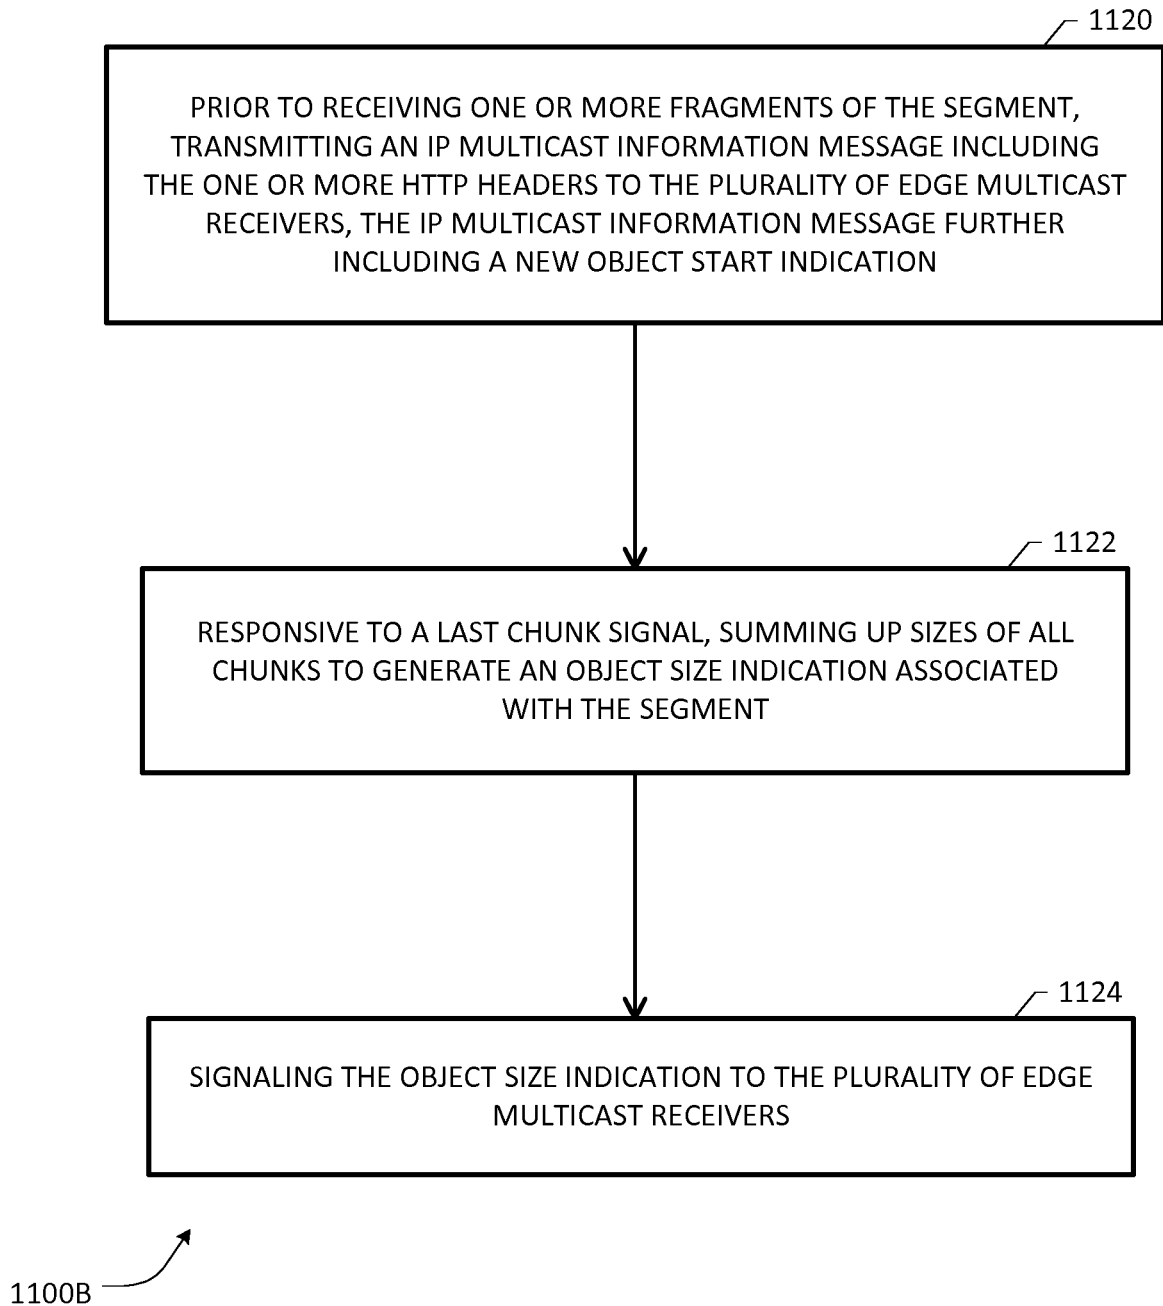 1120
PRIOR TO RECEIVING ONE OR MORE FRAGMENTS OF THE SEGMENT,
TRANSMITTING AN IP MULTICAST INFORMATION MESSAGE INCLUDING
THE ONE OR MORE HTTP HEADERS TO THE PLURALITY OF EDGE MULTICAST
RECEIVERS, THE IP MULTICAST INFORMATION MESSAGE FURTHER
INCLUDING A NEW OBJECT START INDICATION
1122
RESPONSIVE TO A LAST CHUNK SIGNAL, SUMMING UP SIZES OF ALL
CHUNKS TO GENERATE AN OBJECT SIZE INDICATION ASSOCIATED
WITH THE SEGMENT
1124
SIGNALING THE OBJECT SIZE INDICATION TO THE PLURALITY OF EDGE
MULTICAST RECEIVERS
1100B